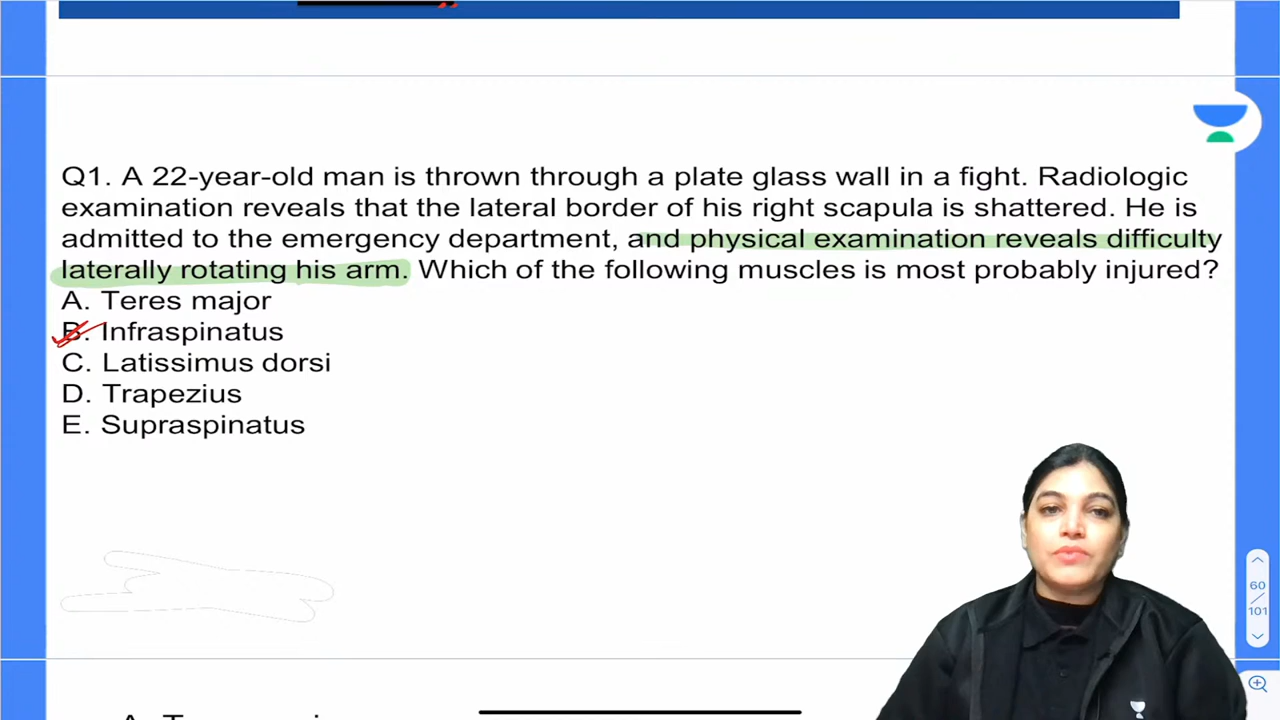 Q1. A 22-year-old man is thrown through a plate glass wall in a fight. Radiologic
examination reveals that the lateral border of his right scapula is shattered. He is
admitted to the emergency department, and physical examination reveals difficulty
laterally rotating his arm. Which of the following muscles is most probably injured?
A. Teres major
B. Infraspinatus
C. Latissimus dorsi
D. Trapezius
E. Supraspinatus
60
/
101